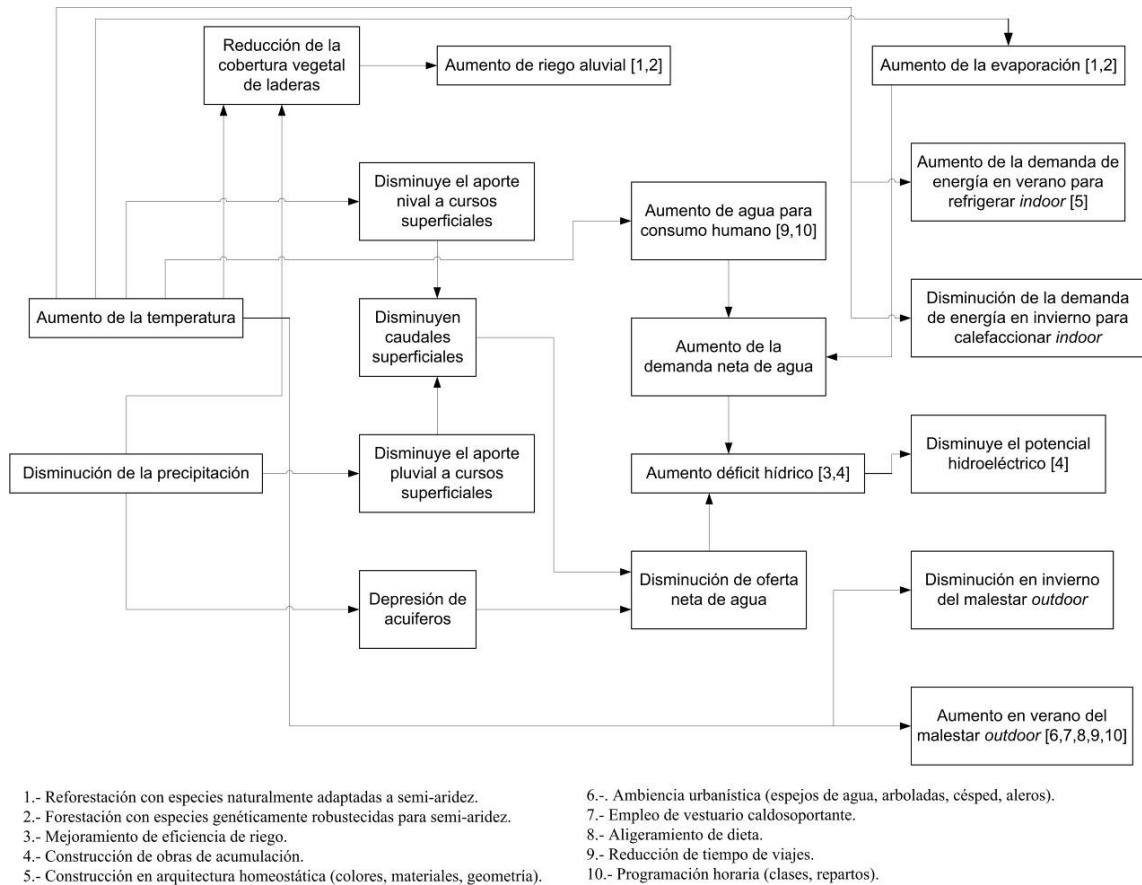 Reducción de la
cobertura vegetal
de laderas
Aumento de riego aluvial [1,2]
Aumento de la evaporación [1,2]
Disminuye el aporte
nival a cursos
superficiales
Aumento de agua para
consumo humano [9,10]
Aumento de la demanda de
energía en verano para
refrigerar indoor [5]
Aumento de la temperatura
Disminuyen
caudales
superficiales
Aumento de la
demanda neta de agua
Disminución de la demanda
de energía en invierno para
calefaccionar indoor
Disminución de la precipitación
Disminuye el aporte
pluvial a cursos
superficiales
Aumento déficit hídrico [3,4]
Disminuye el potencial
hidroeléctrico [4]
Depresión de
acuiferos
Disminución de oferta
neta de agua
Disminución en invierno
del malestar outdoor
Aumento en verano del
malestar outdoor [6,7,8,9,10]
1.- Reforestación con especies naturalmente adaptadas a semi-aridez.
2.- Forestación con especies genéticamente robustecidas para semi-aridez.
3.- Mejoramiento de eficiencia de riego.
4.- Construcción de obras de acumulación.
5.- Construcción en arquitectura homeostática (colores, materiales, geometría).
6.-. Ambiencia urbanística (espejos de agua, arboladas, césped, aleros).
7.- Empleo de vestuario caldosoportante.
8.- Aligeramiento de dieta.
9.- Reducción de tiempo de viajes.
10.- Programación horaria (clases, repartos).